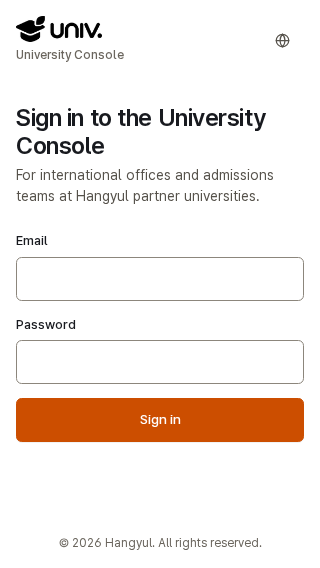 UNIV.
University Console
Sign in to the University
Console
For international offices and admissions
teams at Hangyul partner universities.
Email
Password
Sign in
© 2026 Hangyul. All rights reserved.